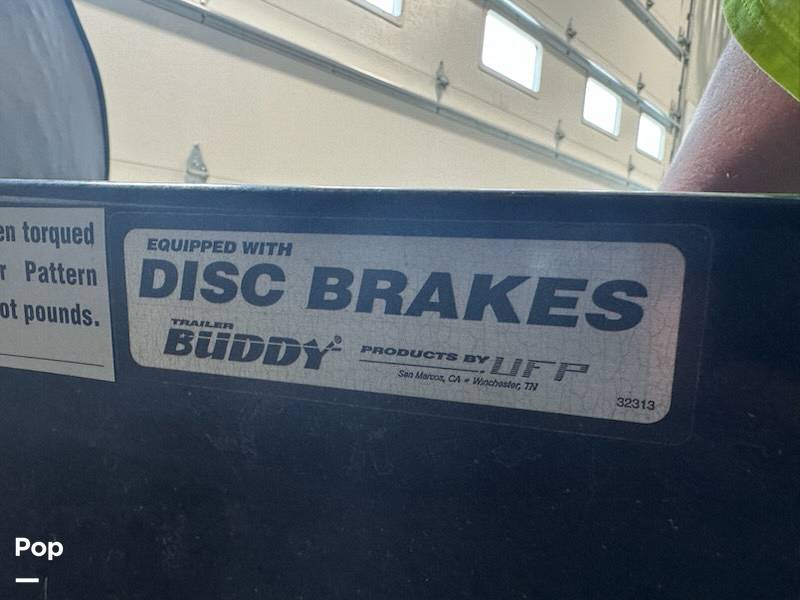 en torqued
r Pattern
ot pounds.
EQUIPPED WITH
DISC BRAKES
TRAILER
BUDDY
PRODUCTS BY UFP
San Marcos, CA • Winchester, TN
32313
Pop